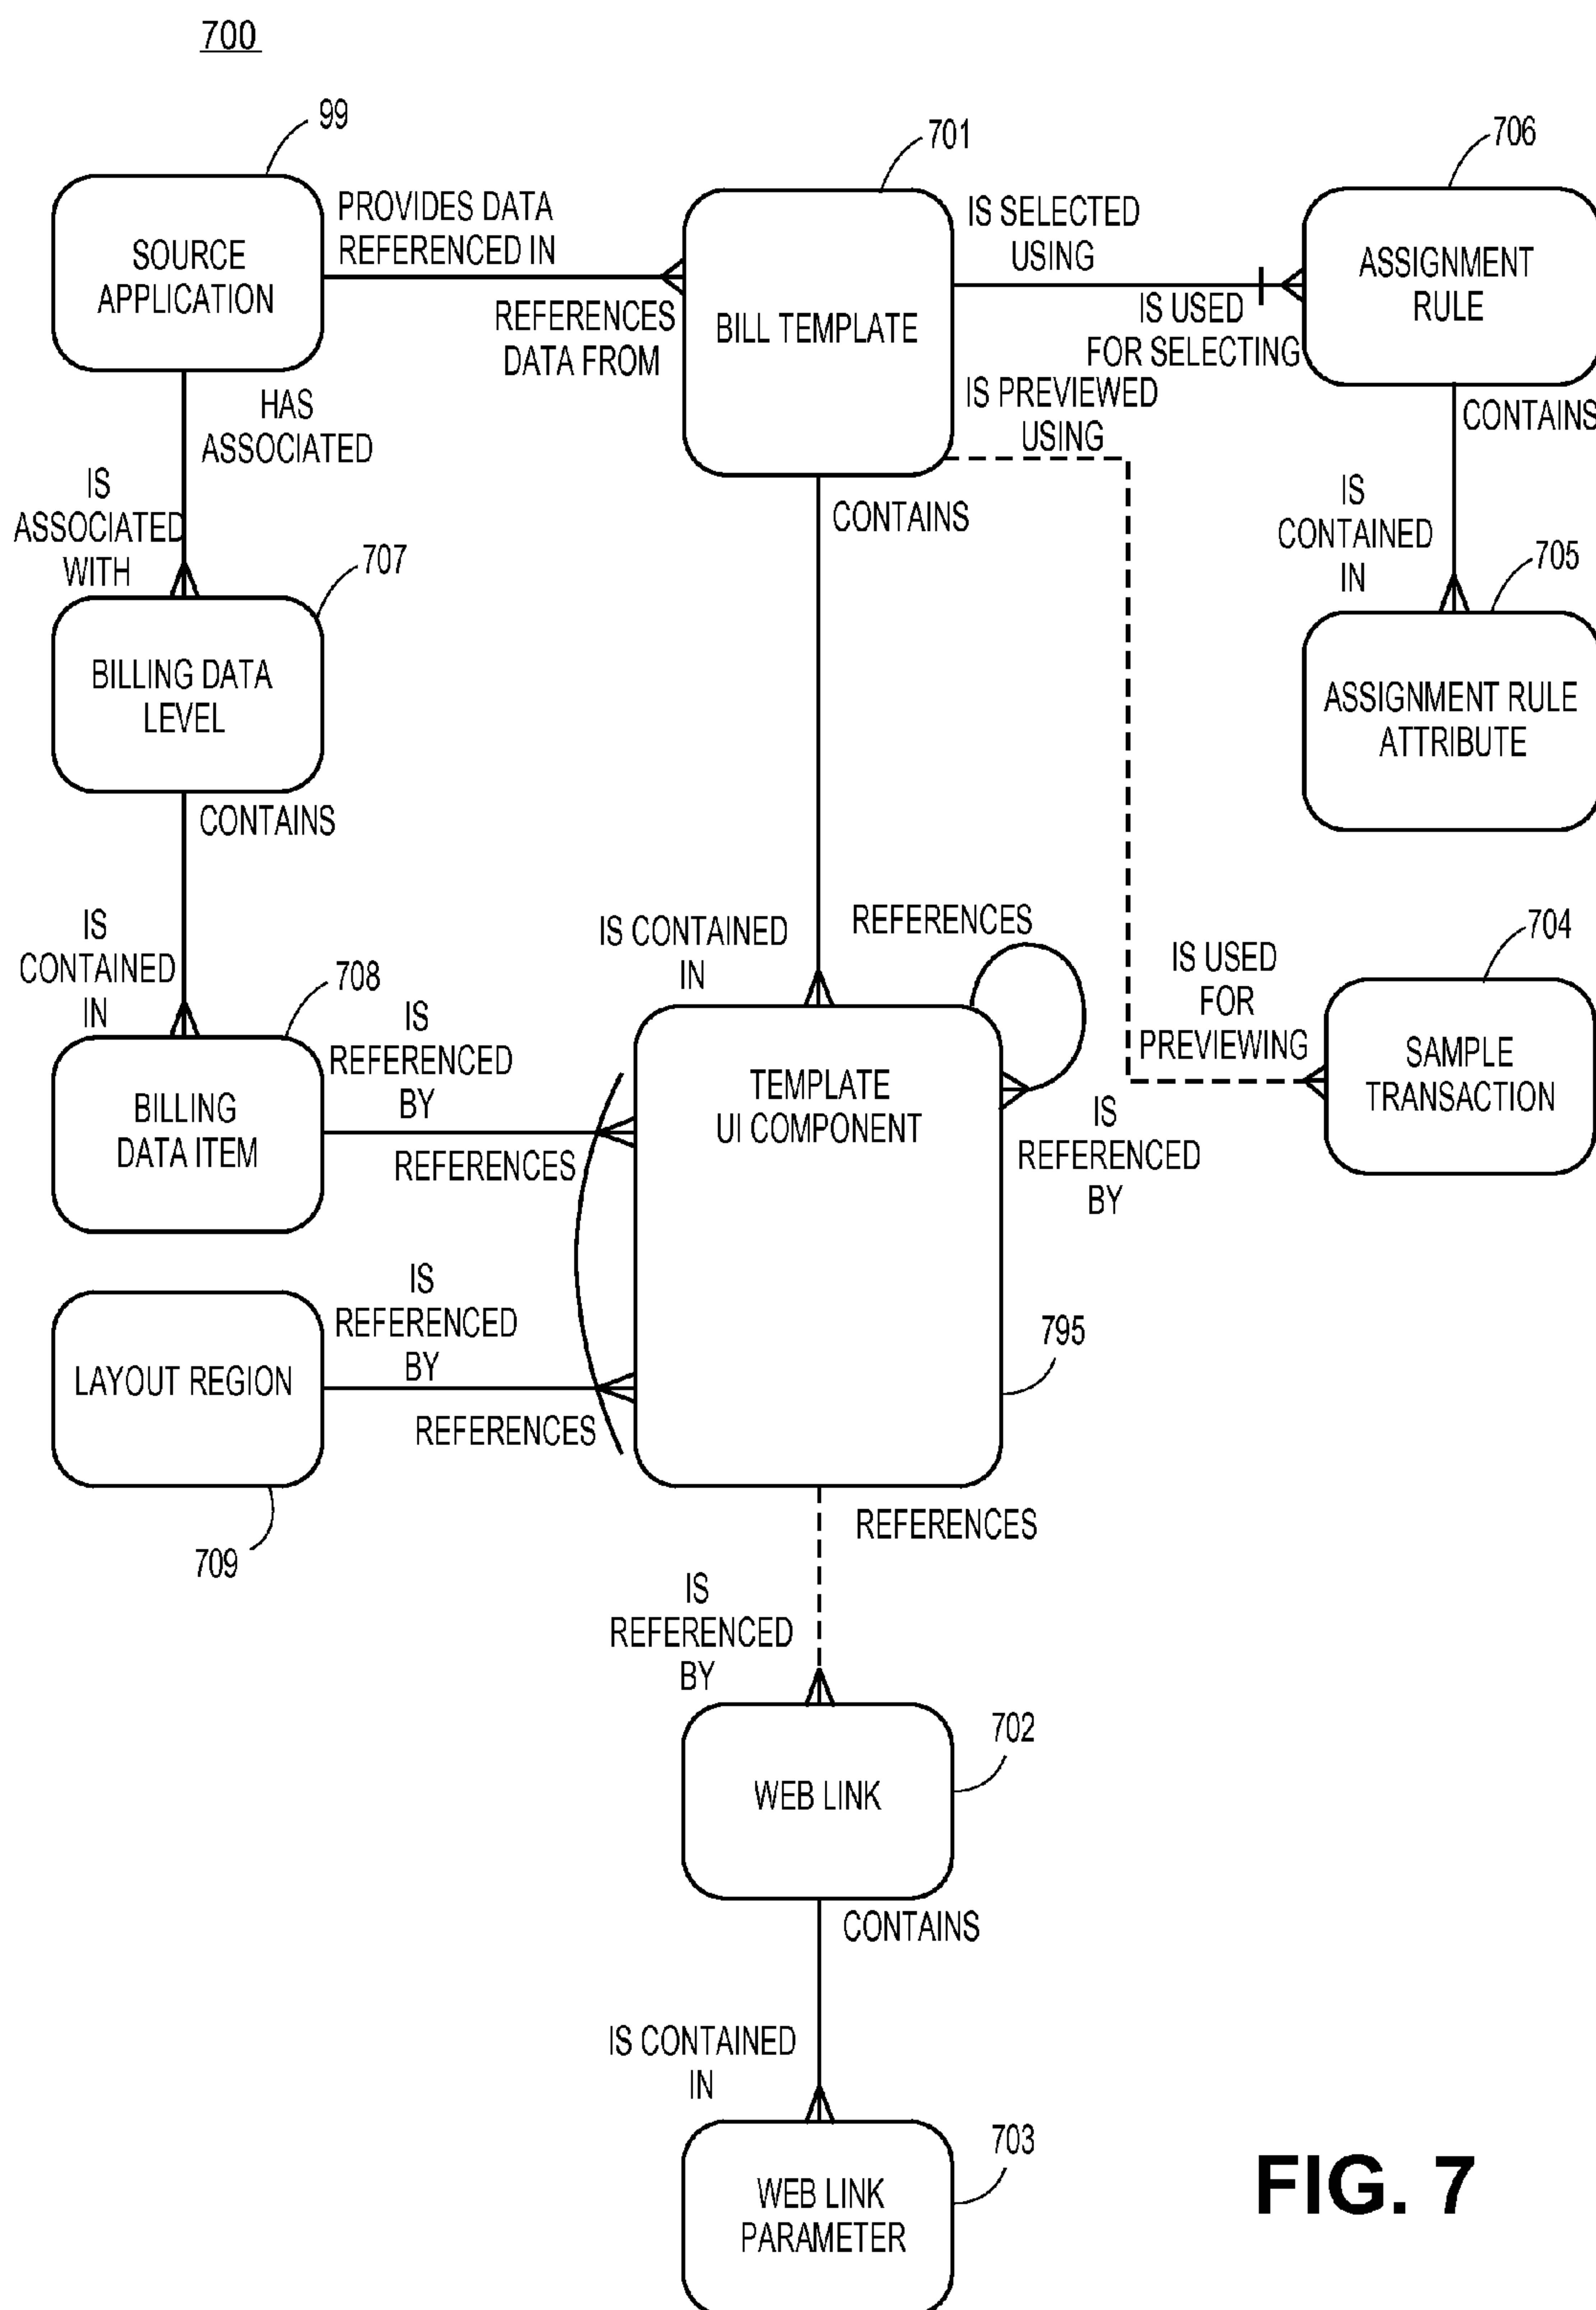 700
99
701
706
SOURCE
APPLICATION
PROVIDES DATA
REFERENCED IN
REFERENCES
DATA FROM
BILL TEMPLATE
IS SELECTED
USING
IS USED
FOR SELECTING
ASSIGNMENT
RULE
HAS
ASSOCIATED
IS
ASSOCIATED
WITH
IS PREVIEWED
USING
CONTAINS
CONTAINS
IS
CONTAINED
IN
707
705
BILLING DATA
LEVEL
ASSIGNMENT RULE
ATTRIBUTE
CONTAINS
IS
CONTAINED
IN
IS CONTAINED
IN
REFERENCES
IS USED
FOR
PREVIEWING
704
708
IS
REFERENCED
BY
REFERENCES
BILLING
DATA ITEM
TEMPLATE
UI COMPONENT
IS
REFERENCED
BY
SAMPLE
TRANSACTION
IS
REFERENCED
BY
REFERENCES
LAYOUT REGION
795
709
REFERENCES
IS
REFERENCED
BY
702
WEB LINK
CONTAINS
IS CONTAINED
IN
703
WEB LINK
PARAMETER
FIG. 7